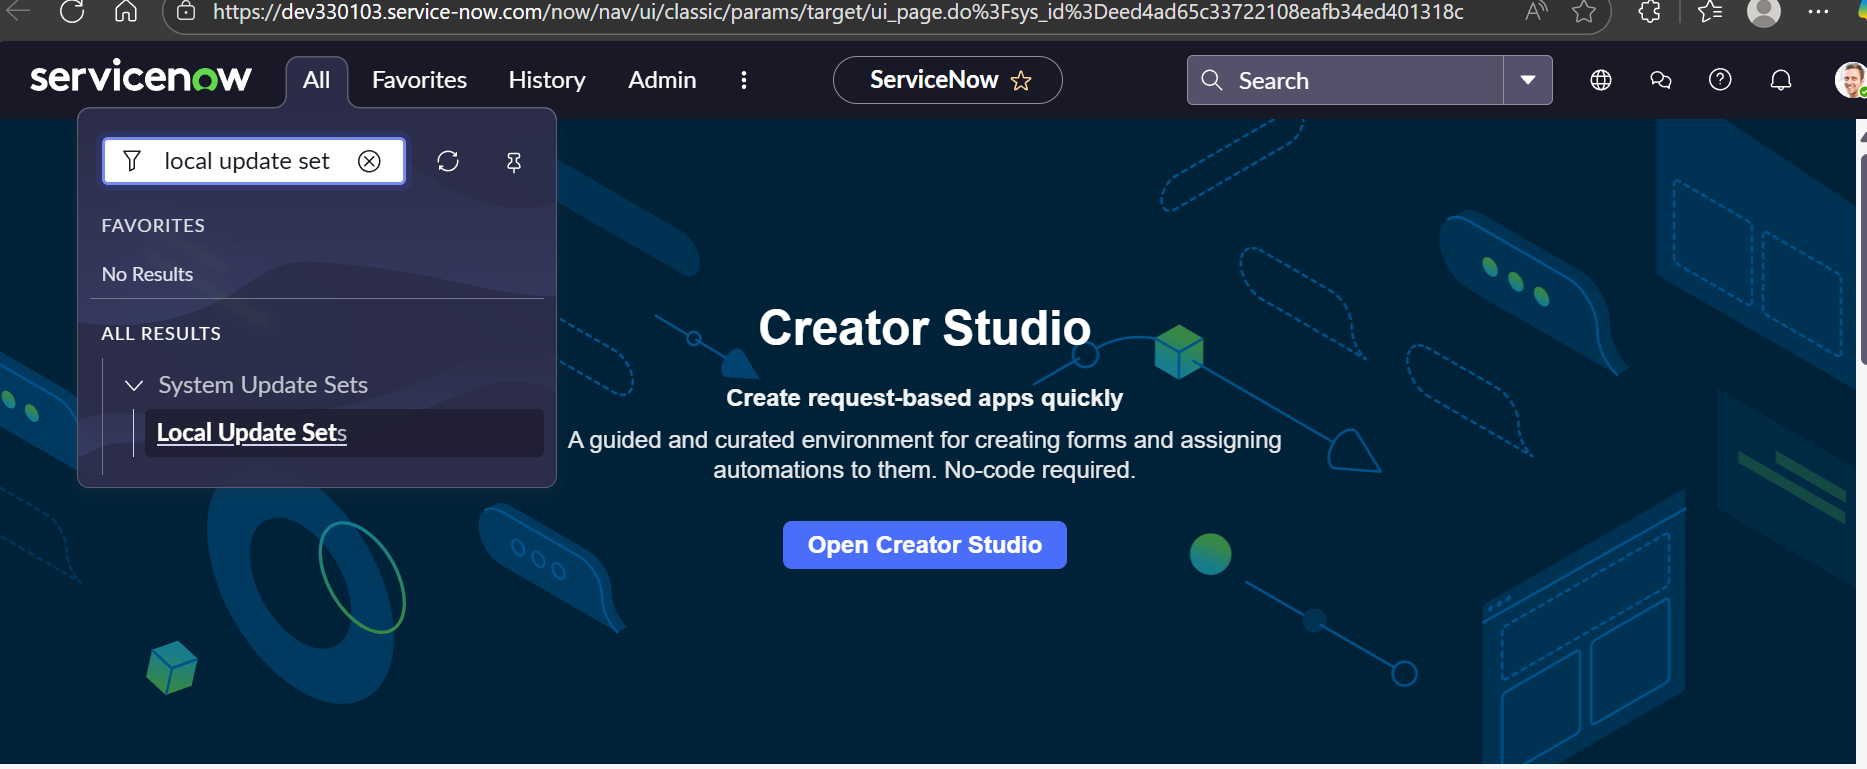 https://dev330103.service-now.com/now/nav/ui/classic/params/target/ui_page.do%3Fsys_id%3Deed4ad65c33722108eafb34ed401318c
servicenow All Favorites History Admin ServiceNow Search
local update set
FAVORITES
No Results
ALL RESULTS
System Update Sets
Local Update Sets
Creator Studio
Create request-based apps quickly
A guided and curated environment for creating forms and assigning
automations to them. No-code required.
Open Creator Studio